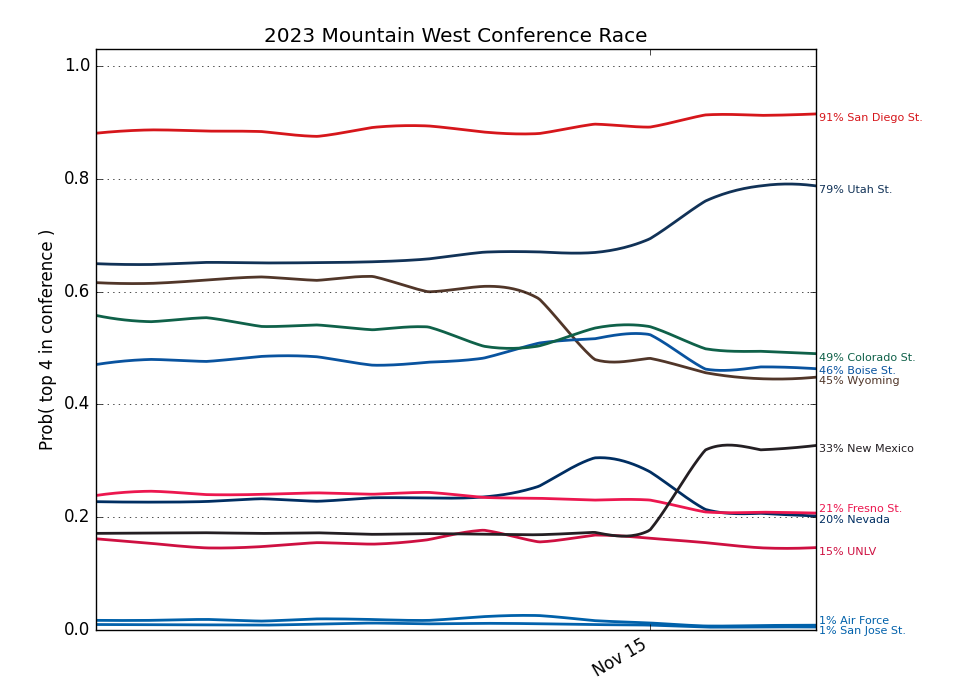 2023 Mountain West Conference Race
Prob( top 4 in conference )
1.0
0.8
0.6
0.4
0.2
0.0
Nov 15
91% San Diego St.
79% Utah St.
49% Colorado St.
46% Boise St.
45% Wyoming
33% New Mexico
21% Fresno St.
20% Nevada
15% UNLV
1% Air Force
1% San Jose St.